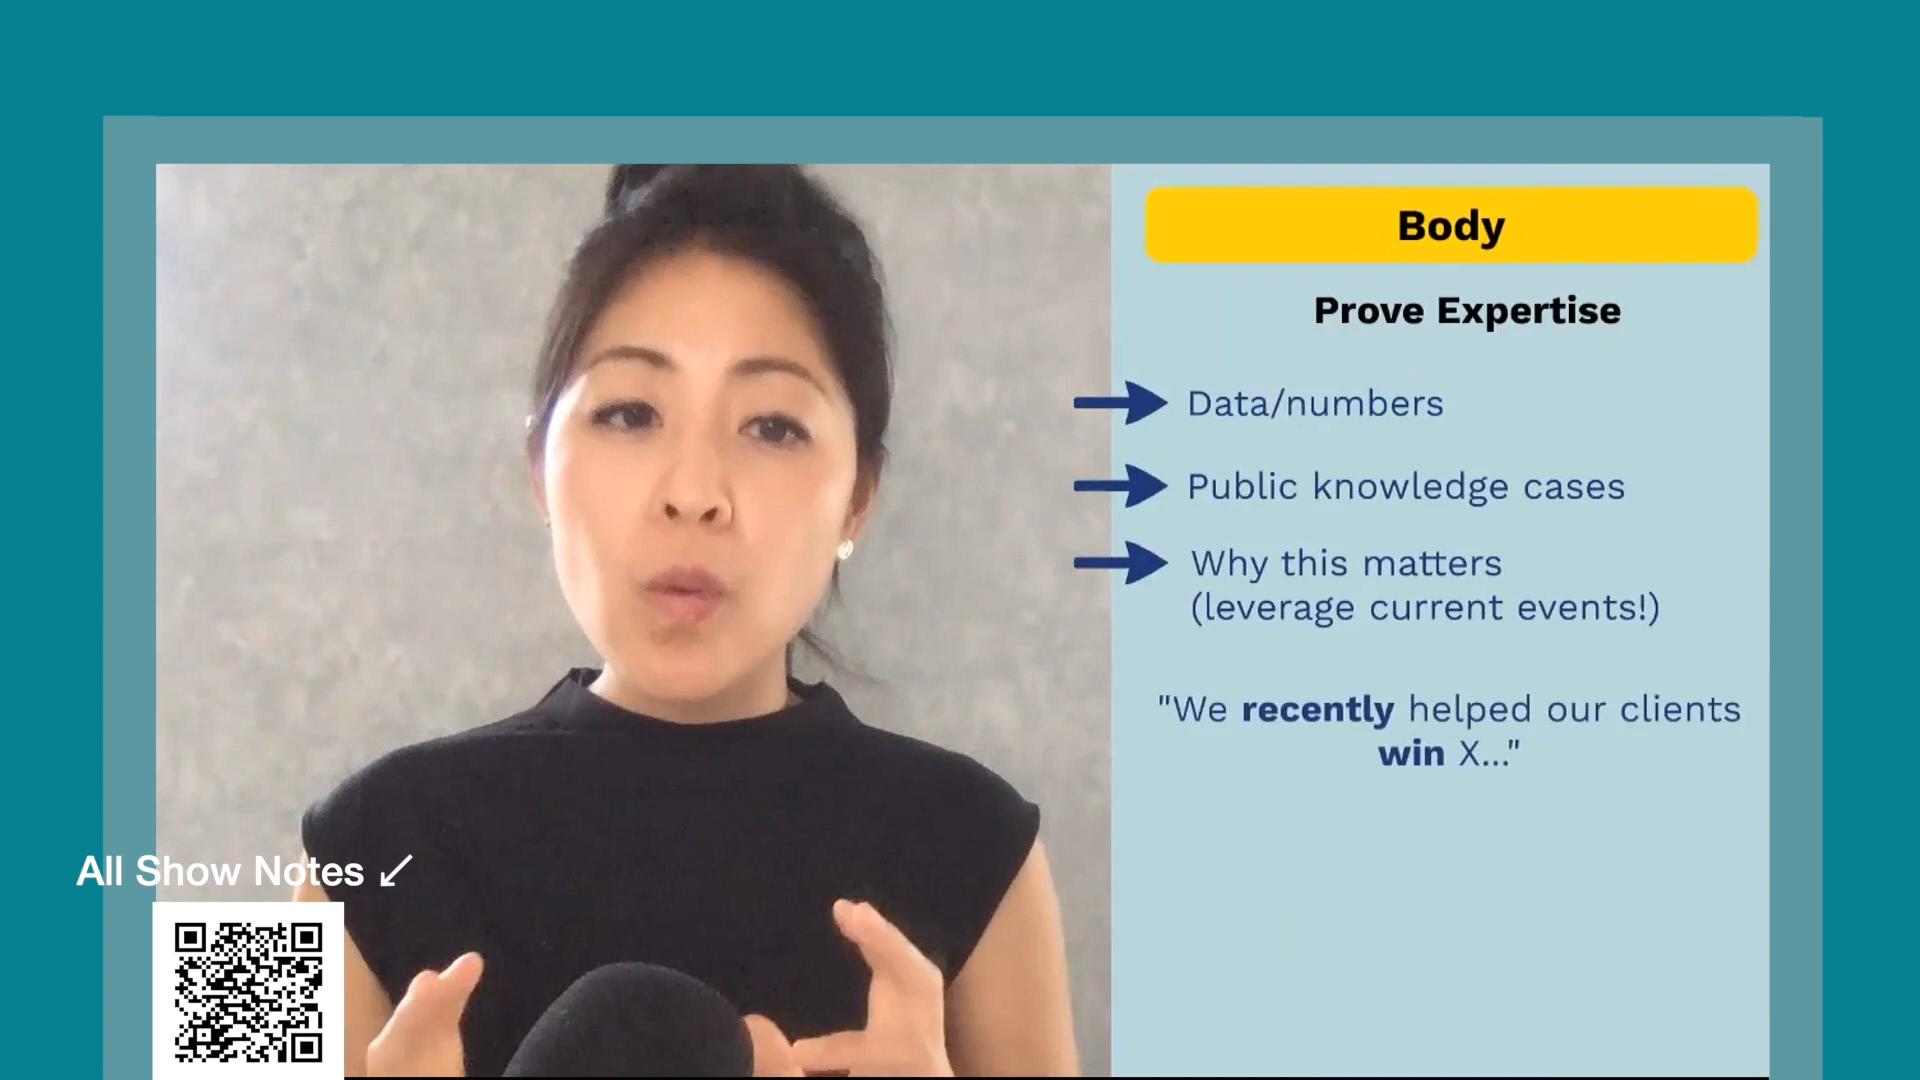 Body
Prove Expertise
Data/numbers
Public knowledge cases
Why this matters
(leverage current events!)
"We recently helped our clients
win X..."
All Show Notes ↙